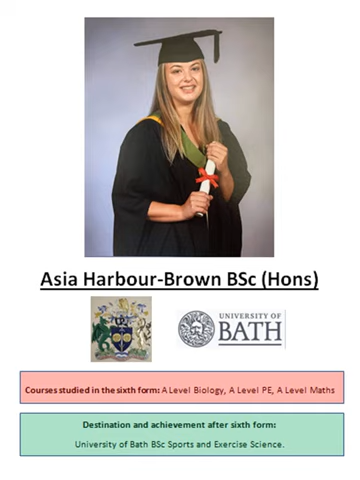 Asia Harbour-Brown BSc (Hons)
UNIVERSITY OF
BATH
Courses studied in the sixth form: A Level Biology, A Level PE, A Level Maths
Destination and achievement after sixth form:
University of Bath BSc Sports and Exercise Science.